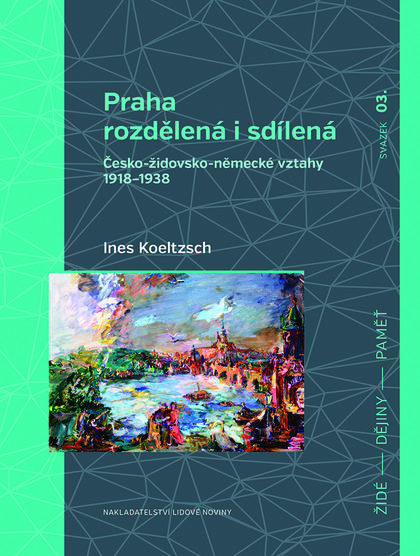 Praha
rozdělená i sdílená
Česko-židovsko-německé vztahy
1918–1938
Ines Koeltzsch
NAKLADATELSTVÍ LIDOVÉ NOVINY
SVAZEK 03.
ŽIDÉ — DĚJINY — PAMĚŤ